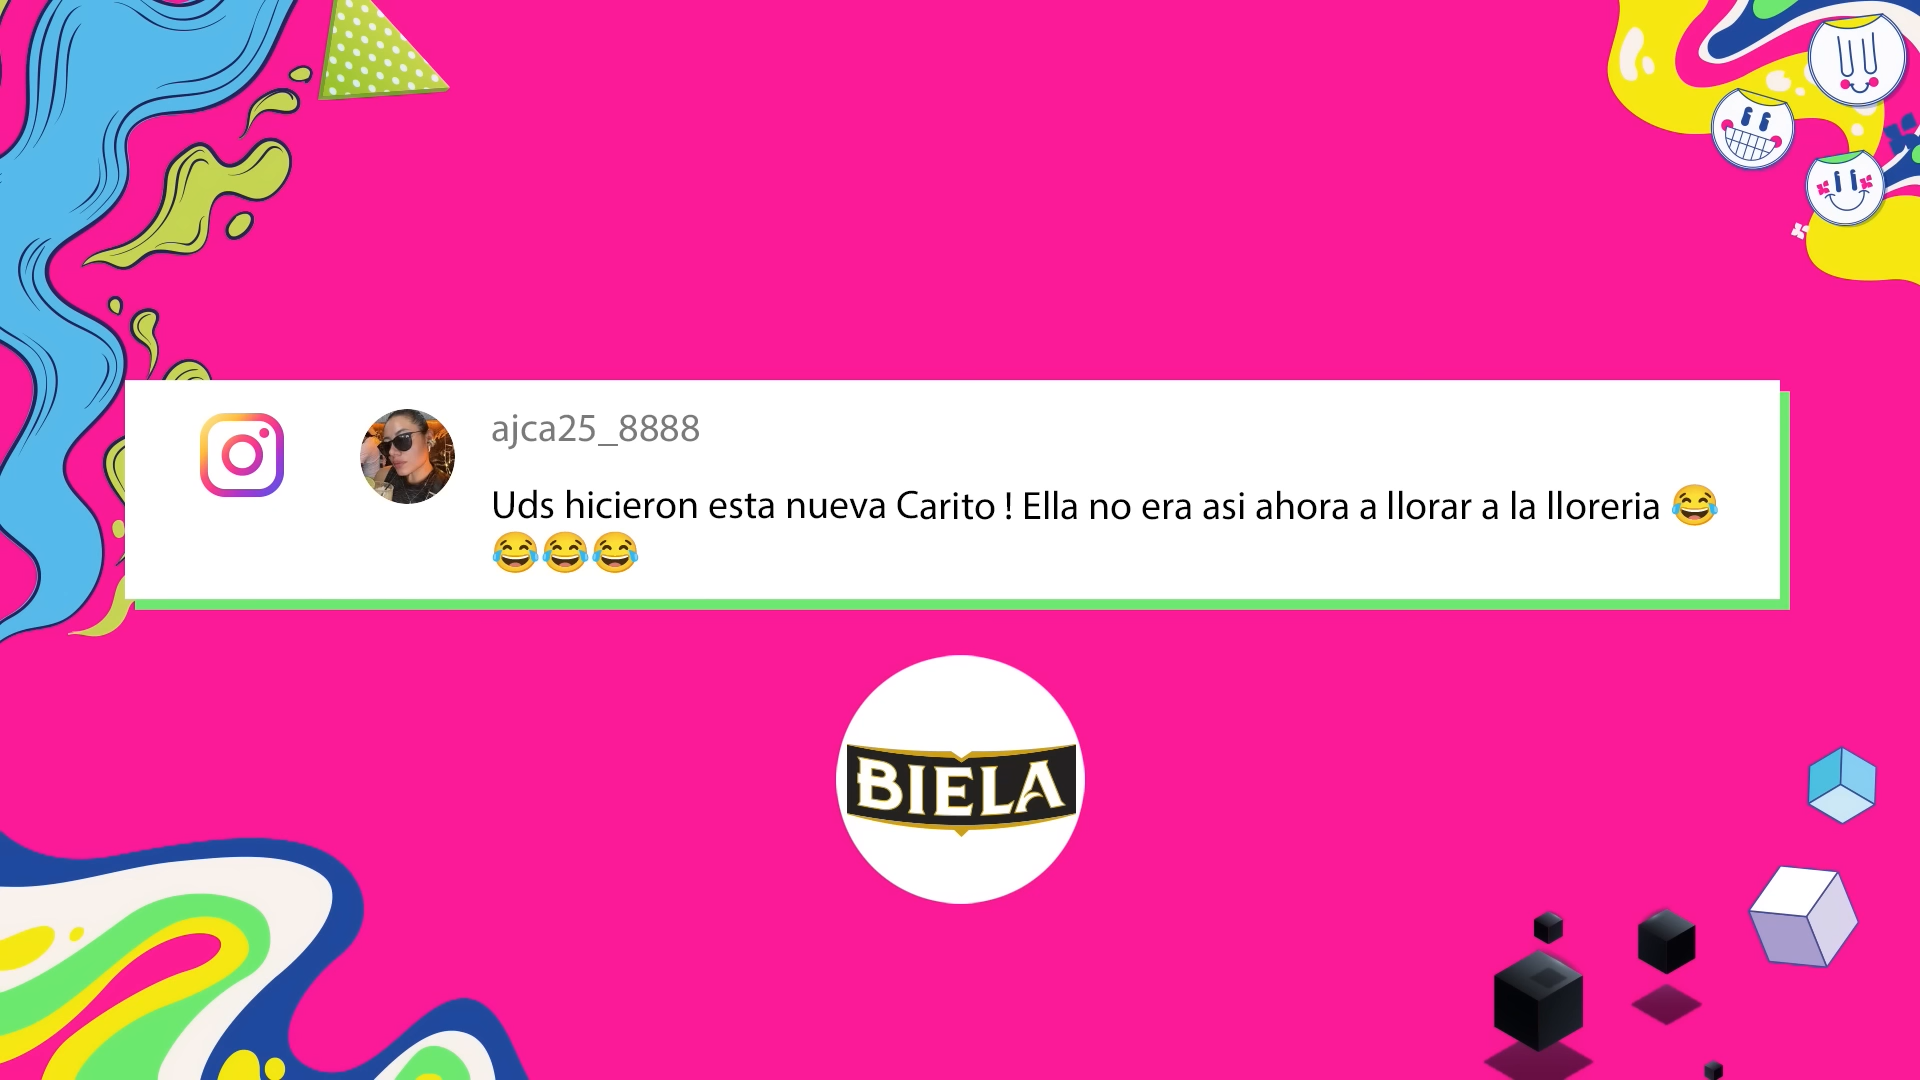 ajca25_8888
Uds hicieron esta nueva Carito ! Ella no era asi ahora a llorar a la lloreria 😂
😂😂😂
BIELA